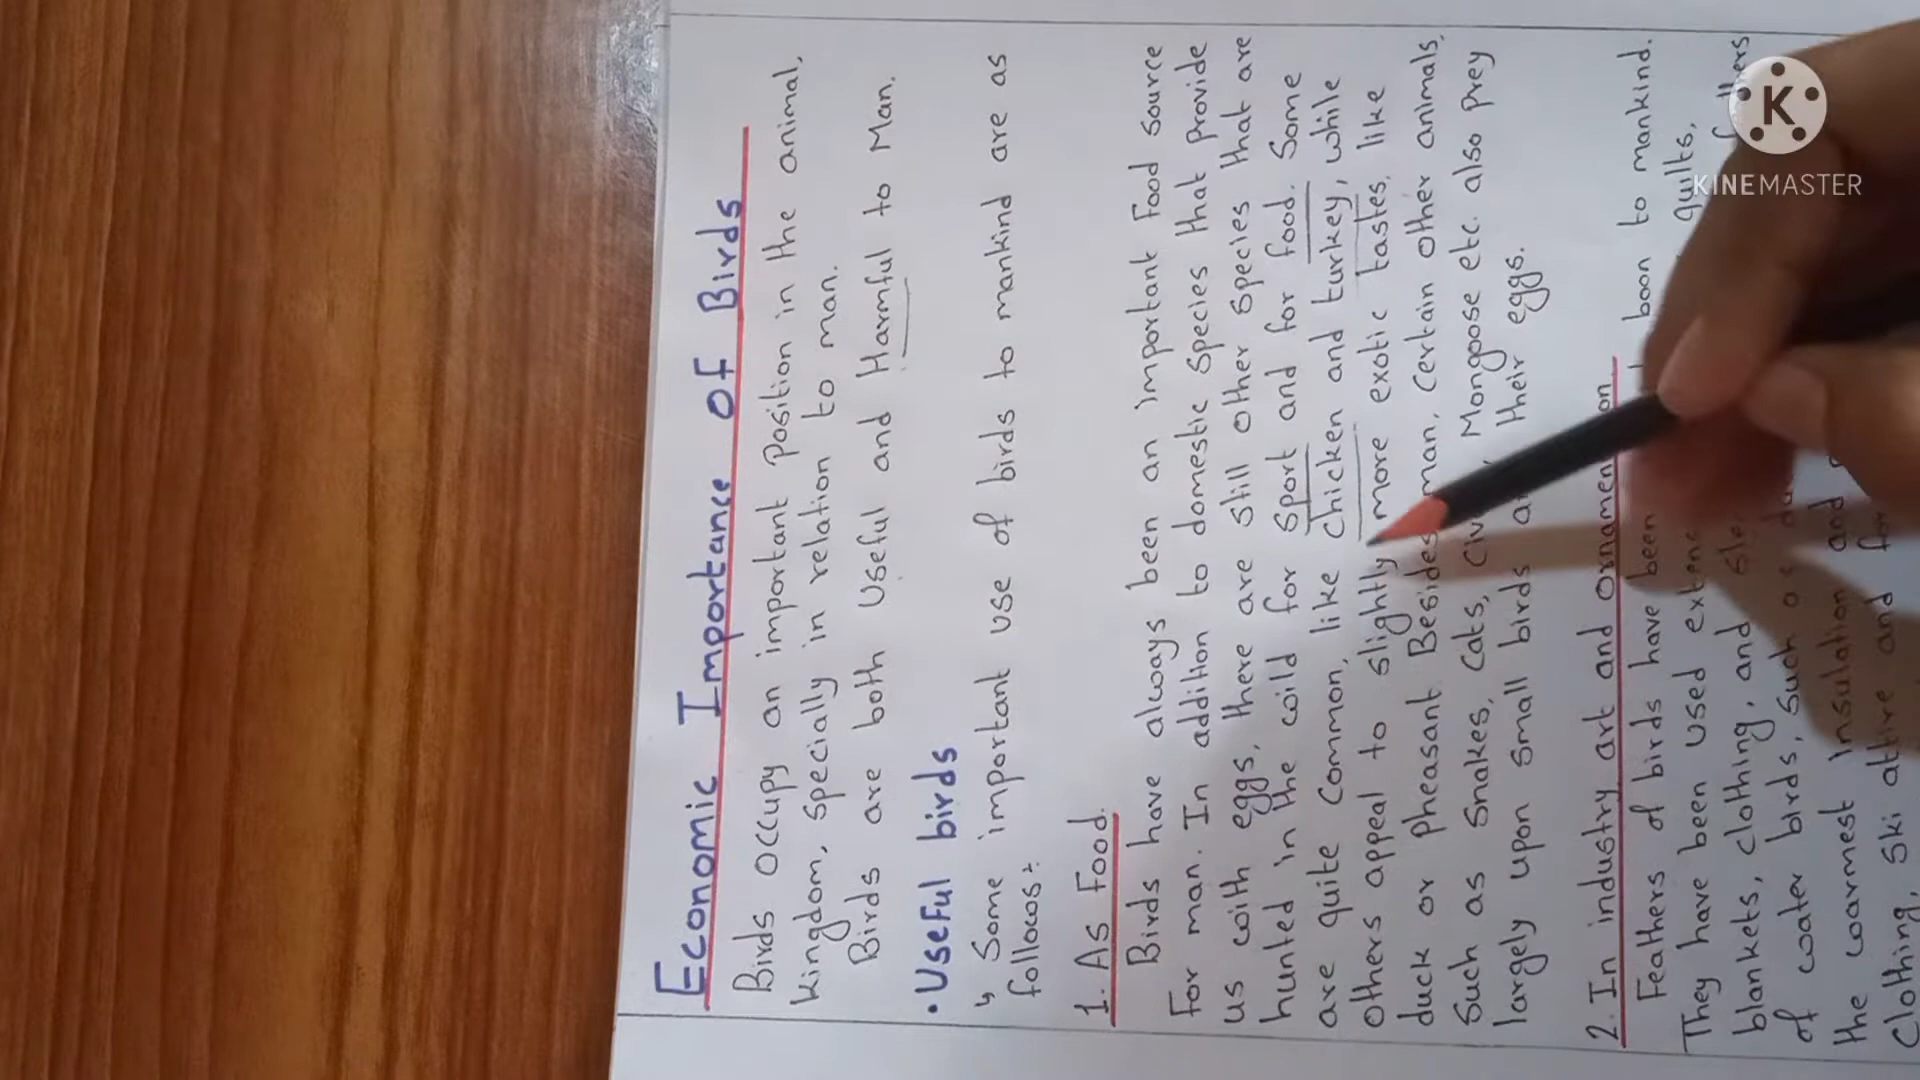 Economic Importance of Birds
Birds occupy an important Position in the animal,
kingdom, specially in relation to man.
Birds are both useful and Harmful to Man.
• Useful birds
↳ Some important use of birds to mankind are as
follows:
1. As Food.
Birds have always been an important Food source
For man. In addition to domestic species that provide
us with eggs, there are still other species that are
hunted in the wild for sport and for food. Some
are quite common, like chicken and turkey, while
others appeal to slightly more exotic tastes, like
duck or pheasant. Besides man, certain other animals,
Such as snakes, cats, Mongoose etc. also prey
largely upon small birds their eggs.
2. In industry art and Ornamen on
Feathers of birds have been boon to mankind.
They have been used quilts,
blankets, clothing, and
of water birds, such
the warmest insulation and
Clothing, ski attire and for
KINEMASTER